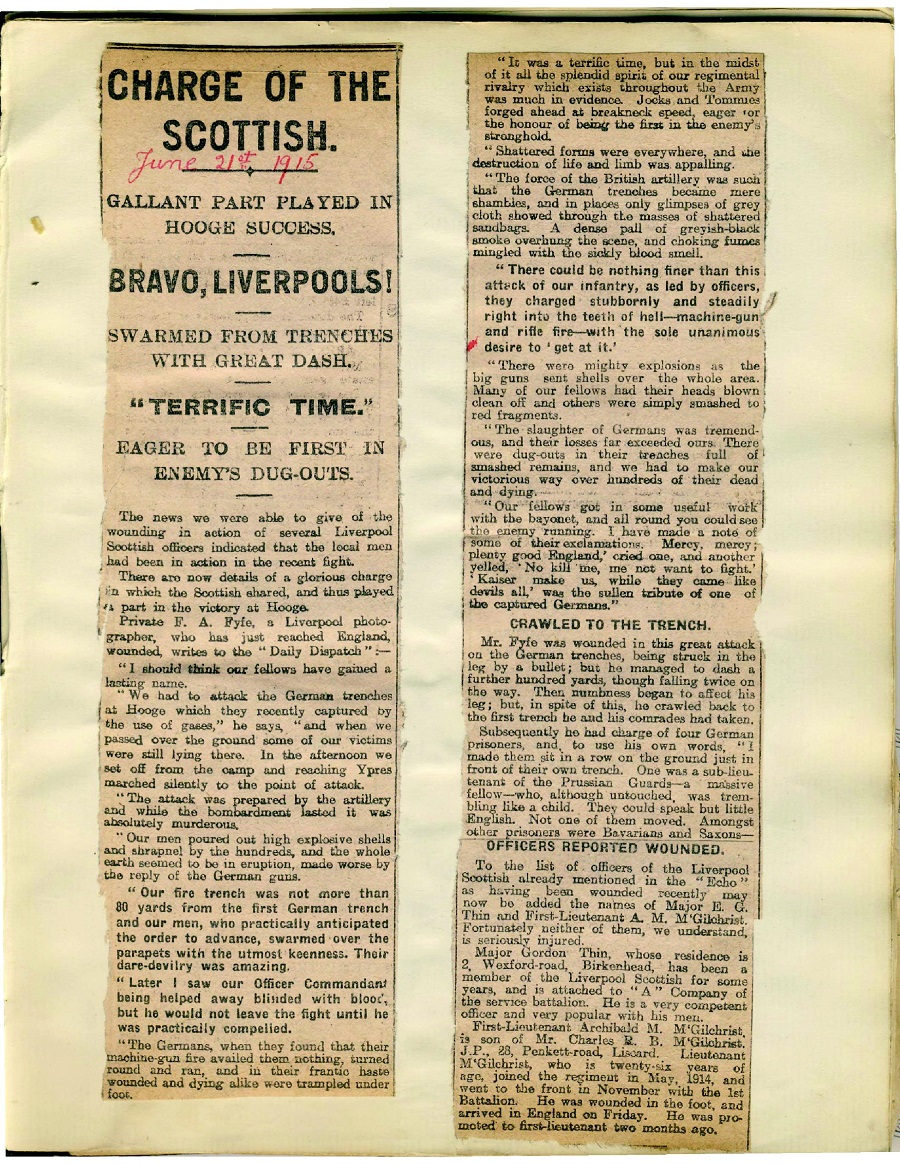 CHARGE OF THE
SCOTTISH.
June 21st 1915
GALLANT PART PLAYED IN
HOOGE SUCCESS.
BRAVO, LIVERPOOLS!
SWARMED FROM TRENCHES
WITH GREAT DASH.
"TERRIFIC TIME."
EAGER TO BE FIRST IN
ENEMY'S DUG-OUTS.
The news we were able to give of the
wounding in action of several Liverpool
Scottish officers indicated that the local men
had been in action in the recent fight.
There are now details of a glorious charge
in which the Scottish shared, and thus played
a part in the victory at Hooge.
Private F. A. Fyfe, a Liverpool photo-
grapher, who has just reached England,
wounded, writes to the "Daily Dispatch":—
"I should think our fellows have gained a
lasting name.
"We had to attack the German trenches
at Hooge which they recently captured by
the use of gases," he says, "and when we
passed over the ground some of our victims
were still lying there. In the afternoon we
set off from the camp and reaching Ypres
marched silently to the point of attack.
"The attack was prepared by the artillery
and while the bombardment lasted it was
absolutely murderous.
"Our men poured out high explosive shells
and shrapnel by the hundreds, and the whole
earth seemed to be in eruption, made worse by
the reply of the German guns.
"Our fire trench was not more than
80 yards from the first German trench
and our men, who practically anticipated
the order to advance, swarmed over the
parapets with the utmost keenness. Their
dare-devilry was amazing.
"Later I saw our Officer Commandant
being helped away blinded with blood,
but he would not leave the fight until he
was practically compelled.
"The Germans, when they found that their
machine-gun fire availed them nothing, turned
round and ran, and in their frantic haste
wounded and dying alike were trampled under
foot.
"It was a terrific time, but in the midst
of it all the splendid spirit of our regimental
rivalry which exists throughout the Army
was much in evidence. Jocks and Tommies
forged ahead at breakneck speed, eager for
the honour of being the first in the enemy's
stronghold.
"Shattered forms were everywhere, and the
destruction of life and limb was appalling.
"The force of the British artillery was such
that the German trenches became mere
shambles, and in places only glimpses of grey
cloth showed through the masses of shattered
sandbags. A dense pall of greyish-black
smoke overhung the scene, and choking fumes
mingled with the sickly blood smell.
"There could be nothing finer than this
attack of our infantry, as led by officers,
they charged stubbornly and steadily
right into the teeth of hell—machine-gun
and rifle fire—with the sole unanimous
desire to 'get at it.'
"There were mighty explosions as the
big guns sent shells over the whole area.
Many of our fellows had their heads blown
clean off and others were simply smashed to
red fragments.
"The slaughter of Germans was tremend-
ous, and their losses far exceeded ours. There
were dug-outs in their trenches full of
smashed remains, and we had to make our
victorious way over hundreds of their dead
and dying.
"Our fellows got in some useful work
with the bayonet, and all round you could see
the enemy running. I have made a note of
some of their exclamations. 'Mercy, mercy;
plenty good England,' cried one, and another
yelled, 'No kill me, me not want to fight.'
'Kaiser make us, while they came like
devils all,' was the sullen tribute of one of
the captured Germans."
CRAWLED TO THE TRENCH.
Mr. Fyfe was wounded in this great attack
on the German trenches, being struck in the
leg by a bullet; but he managed to dash a
further hundred yards, though falling twice on
the way. Then numbness began to affect his
leg; but, in spite of this, he crawled back to
the first trench he and his comrades had taken.
Subsequently he had charge of four German
prisoners, and, to use his own words, "I
made them sit in a row on the ground just in
front of their own trench. One was a sub-lieu-
tenant of the Prussian Guards—a massive
fellow—who, although untouched, was trem-
bling like a child. They could speak but little
English. Not one of them moved. Amongst
other prisoners were Bavarians and Saxons—
OFFICERS REPORTED WOUNDED.
To the list of officers of the Liverpool
Scottish already mentioned in the "Echo"
as having been wounded recently may
now be added the names of Major E. G.
Thin and First-Lieutenant A. M. M'Gilchrist.
Fortunately neither of them, we understand,
is seriously injured.
Major Gordon Thin, whose residence is
2, Wexford-road, Birkenhead, has been a
member of the Liverpool Scottish for some
years, and is attached to "A" Company of
the service battalion. He is a very competent
officer and very popular with his men.
First-Lieutenant Archibald M. M'Gilchrist,
is son of Mr. Charles R. B. M'Gilchrist.
J.P., 28, Penkett-road, Liscard. Lieutenant
M'Gilchrist, who is twenty-six years of
age, joined the regiment in May, 1914, and
went to the front in November with the 1st
Battalion. He was wounded in the foot, and
arrived in England on Friday. He was pro-
moted to first-lieutenant two months ago.